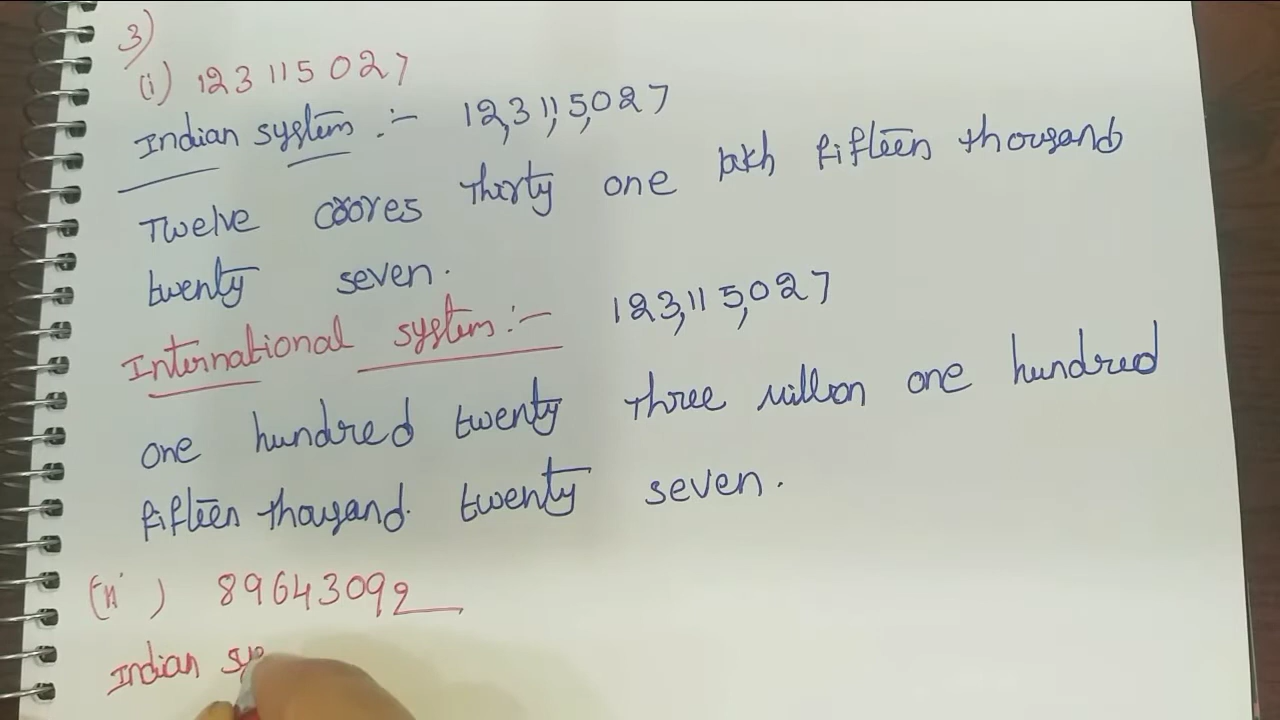 3)
(i) 123115027
Indian system :- 12,31,15,027
Twelve crores Thirty one lakh fifteen thousand
twenty seven.
International system :- 123,115,027
one hundred twenty three million one hundred
fifteen thousand. twenty seven.
(ii) 89643092
Indian sys